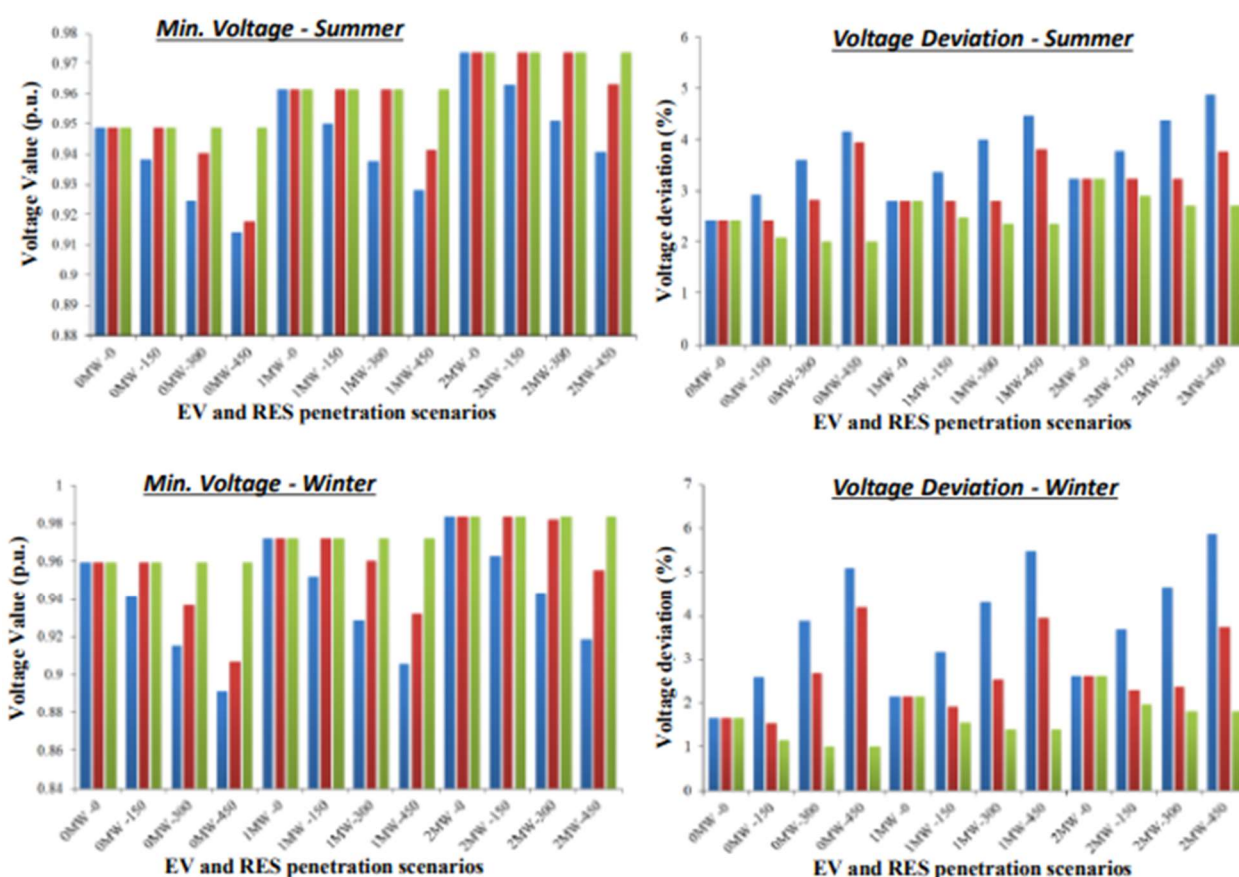 Min. Voltage - Summer
Voltage Value (p.u.)
0.98
0.97
0.96
0.95
0.94
0.93
0.92
0.91
0.9
0.89
0.88
0MW -0
0MW -150
0MW-300
0MW-450
1MW -0
1MW -150
1MW -300
1MW -450
2MW -0
2MW -150
2MW -300
2MW-450
EV and RES penetration scenarios
Voltage Deviation - Summer
Voltage deviation (%)
6
5
4
3
2
1
0
0MW -0
0MW -150
0MW-300
0MW-450
1MW -0
1MW -150
1MW -300
1MW -450
2MW -0
2MW -150
2MW -300
2MW-450
EV and RES penetration scenarios
Min. Voltage - Winter
Voltage Value (p.u.)
1
0.98
0.96
0.94
0.92
0.9
0.88
0.86
0.84
0MW -0
0MW -150
0MW-300
0MW-450
1MW -0
1MW -150
1MW -300
1MW -450
2MW -0
2MW -150
2MW -300
2MW-450
EV and RES penetration scenarios
Voltage Deviation - Winter
Voltage deviation (%)
7
6
5
4
3
2
1
0
0MW -0
0MW -150
0MW-300
0MW-450
1MW -0
1MW -150
1MW -300
1MW -450
2MW -0
2MW -150
2MW -300
2MW-450
EV and RES penetration scenarios